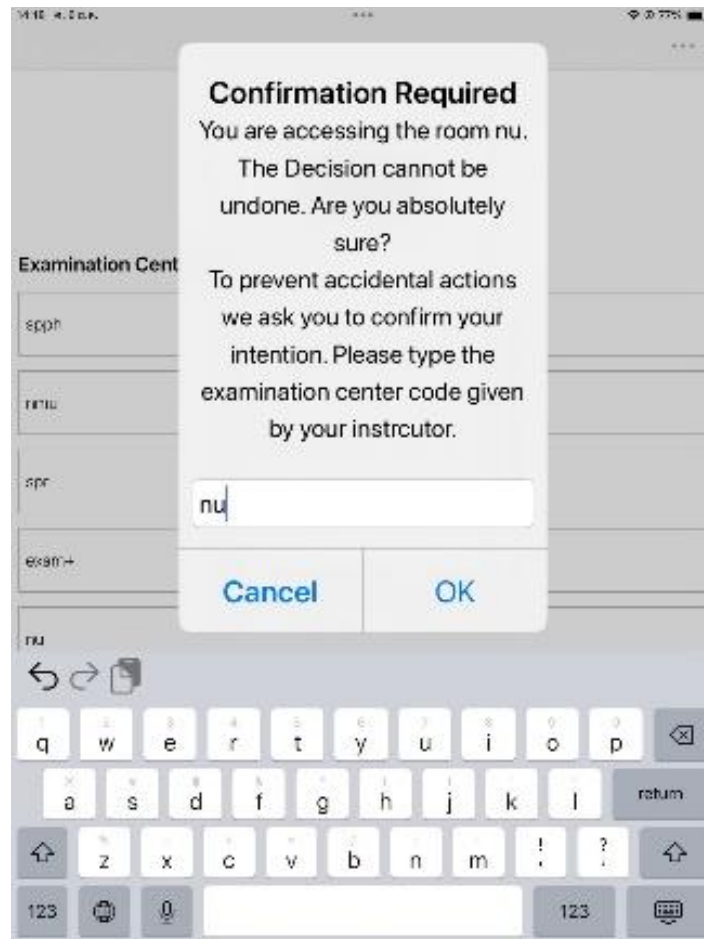 77%
Confirmation Required
You are accessing the room nu.
The Decision cannot be
undone. Are you absolutely
sure?
To prevent accidental actions
we ask you to confirm your
intention. Please type the
examination center code given
by your instrcutor.
Examination Cent
spph
nmu
spr
exam+
nu
nu
Cancel OK
q w e r t y u i o p
a s d f g h j k l return
z x c v b n m ! . ? .
123 123